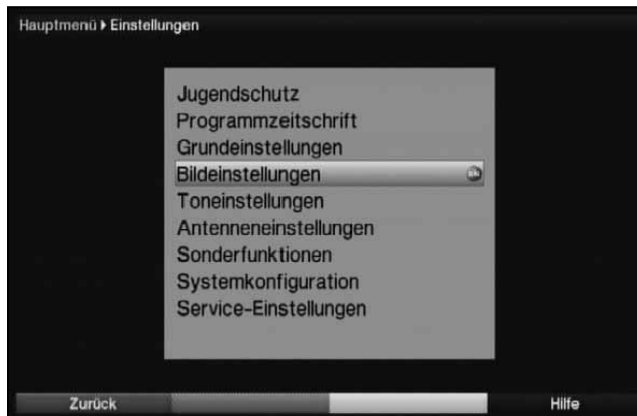 Hauptmenü ▸ Einstellungen
Jugendschutz
Programmzeitschrift
Grundeinstellungen
Bildeinstellungen
Toneinstellungen
Antenneneinstellungen
Sonderfunktionen
Systemkonfiguration
Service-Einstellungen
Zurück Hilfe